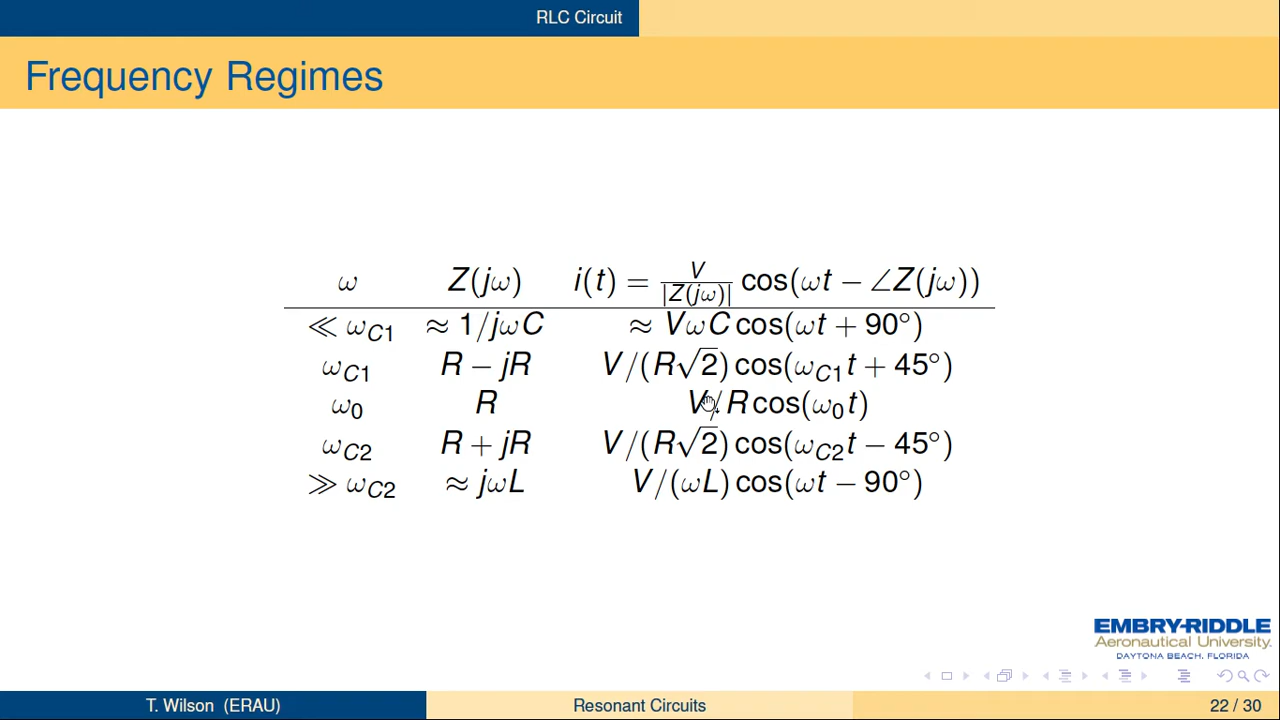 RLC Circuit
Frequency Regimes
ω Z(jω) i(t) = V/|Z(jω)| cos(ωt − ∠Z(jω))
≪ ω_C1 ≈ 1/jωC ≈ VωC cos(ωt + 90°)
ω_C1 R − jR V/(R√2) cos(ω_C1 t + 45°)
ω_0 R V/R cos(ω_0 t)
ω_C2 R + jR V/(R√2) cos(ω_C2 t − 45°)
≫ ω_C2 ≈ jωL V/(ωL) cos(ωt − 90°)
EMBRY-RIDDLE
Aeronautical University.
DAYTONA BEACH, FLORIDA
T. Wilson (ERAU) Resonant Circuits 22 / 30